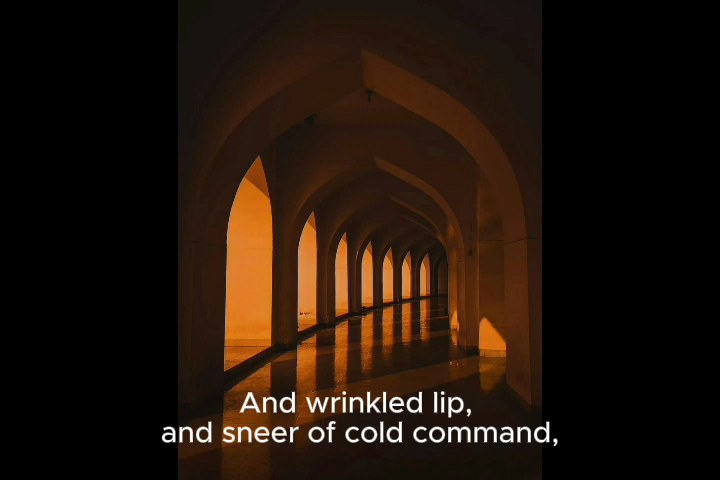 And wrinkled lip,
and sneer of cold command,